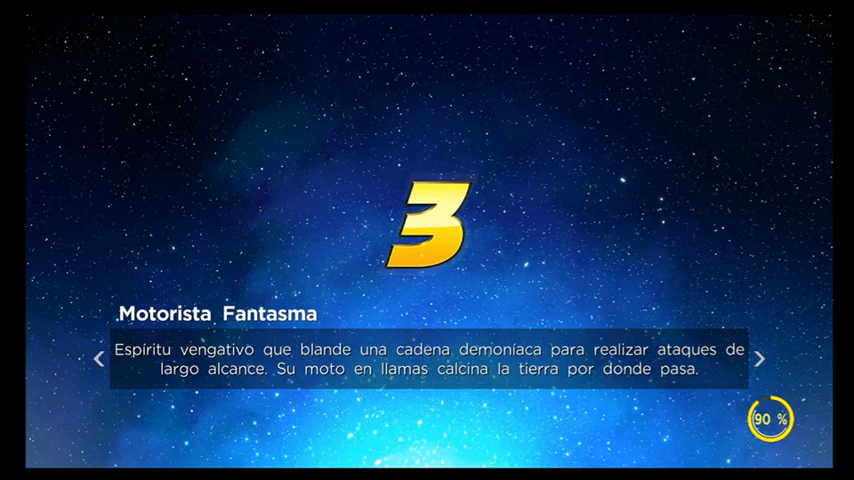 3
Motorista Fantasma
Espíritu vengativo que blande una cadena demoníaca para realizar ataques de
largo alcance. Su moto en llamas calcina la tierra por donde pasa.
90 %